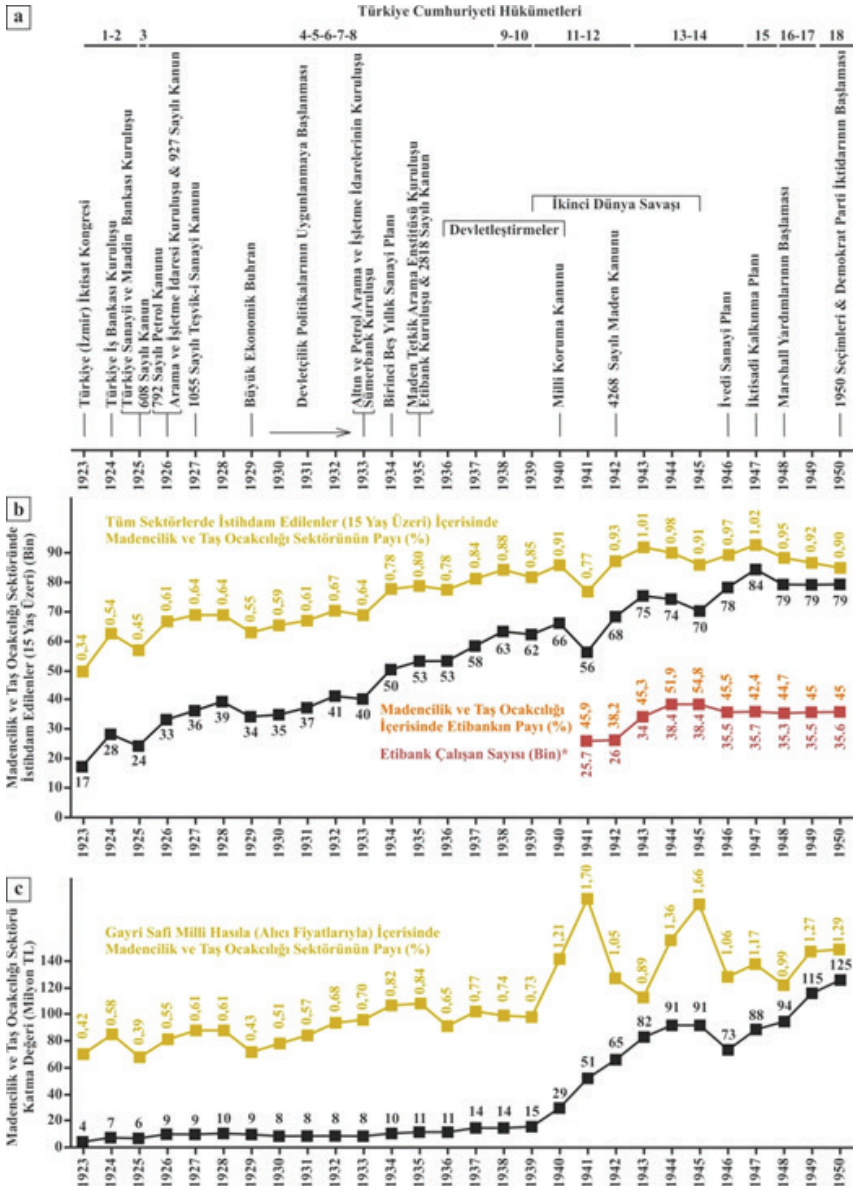 a
Türkiye Cumhuriyeti Hükümetleri
1-2 3 4-5-6-7-8 9-10 11-12 13-14 15 16-17 18
Türkiye (İzmir) İktisat Kongresi
Türkiye İş Bankası Kuruluşu
Türkiye Sanayii ve Maadin Bankası Kuruluşu
608 Sayılı Kanun
792 Sayılı Petrol Kanunu
Arama ve İşletme İdaresi Kuruluşu & 927 Sayılı Kanun
1055 Sayılı Teşvik-i Sanayi Kanunu
Büyük Ekonomik Buhran
Devletçilik Politikalarının Uygunlanmaya Başlanması
Altın ve Petrol Arama ve İşletme İdarelerinin Kuruluşu
Sümerbank Kuruluşu
Birinci Beş Yıllık Sanayi Planı
Maden Tetkik Arama Enstitüsü Kuruluşu
Etibank Kuruluşu & 2818 Sayılı Kanun
Devletleştirmeler
İkinci Dünya Savaşı
Milli Koruma Kanunu
4268 Sayılı Maden Kanunu
İvedi Sanayi Planı
İktisadi Kalkınma Planı
Marshall Yardımlarının Başlaması
1950 Seçimleri & Demokrat Parti İktidarının Başlaması
1923 1924 1925 1926 1927 1928 1929 1930 1931 1932 1933 1934 1935 1936 1937 1938 1939 1940 1941 1942 1943 1944 1945 1946 1947 1948 1949 1950
b
Madencilik ve Taş Ocakcılığı Sektöründe
İstihdam Edilenler (15 Yaş Üzeri) (Bin)
90
80
70
60
50
40
30
20
10
0
Tüm Sektörlerde İstihdam Edilenler (15 Yaş Üzeri) İçerisinde
Madencilik ve Taş Ocakcılığı Sektörünün Payı (%)
0,34 0,54 0,45 0,61 0,64 0,64 0,55 0,59 0,61 0,67 0,64 0,78 0,80 0,78 0,84 0,88 0,85 0,91 0,77 0,93 1,01 0,98 0,91 0,97 1,02 0,95 0,92 0,90
17 28 24 33 36 39 34 35 37 41 40 50 53 53 58 63 62 66 56 68 75 74 70 78 84 79 79 79
Madencilik ve Taş Ocakcılığı
İçerisinde Etibankın Payı (%)
45,9 38,2 45,3 51,9 54,8 45,5 42,4 44,7 45 45
Etibank Çalışan Sayısı (Bin)*
25.7 26 34 38.4 38.4 35.5 35.7 35.3 35.5 35.6
1923 1924 1925 1926 1927 1928 1929 1930 1931 1932 1933 1934 1935 1936 1937 1938 1939 1940 1941 1942 1943 1944 1945 1946 1947 1948 1949 1950
c
Madencilik ve Taş Ocakcılığı Sektörü
Katma Değeri (Milyon TL)
140
120
100
80
60
40
20
0
Gayri Safi Milli Hasıla (Alıcı Fiyatlarıyla) İçerisinde
Madencilik ve Taş Ocakcılığı Sektörünün Payı (%)
0,42 0,58 0,39 0,55 0,61 0,61 0,43 0,51 0,57 0,68 0,70 0,82 0,84 0,65 0,77 0,74 0,73 1,21 1,70 1,05 0,89 1,36 1,66 1,06 1,17 0,99 1,27 1,29
4 7 6 9 9 10 9 8 8 8 8 10 11 11 14 14 15 29 51 65 82 91 91 73 88 94 115 125
1923 1924 1925 1926 1927 1928 1929 1930 1931 1932 1933 1934 1935 1936 1937 1938 1939 1940 1941 1942 1943 1944 1945 1946 1947 1948 1949 1950